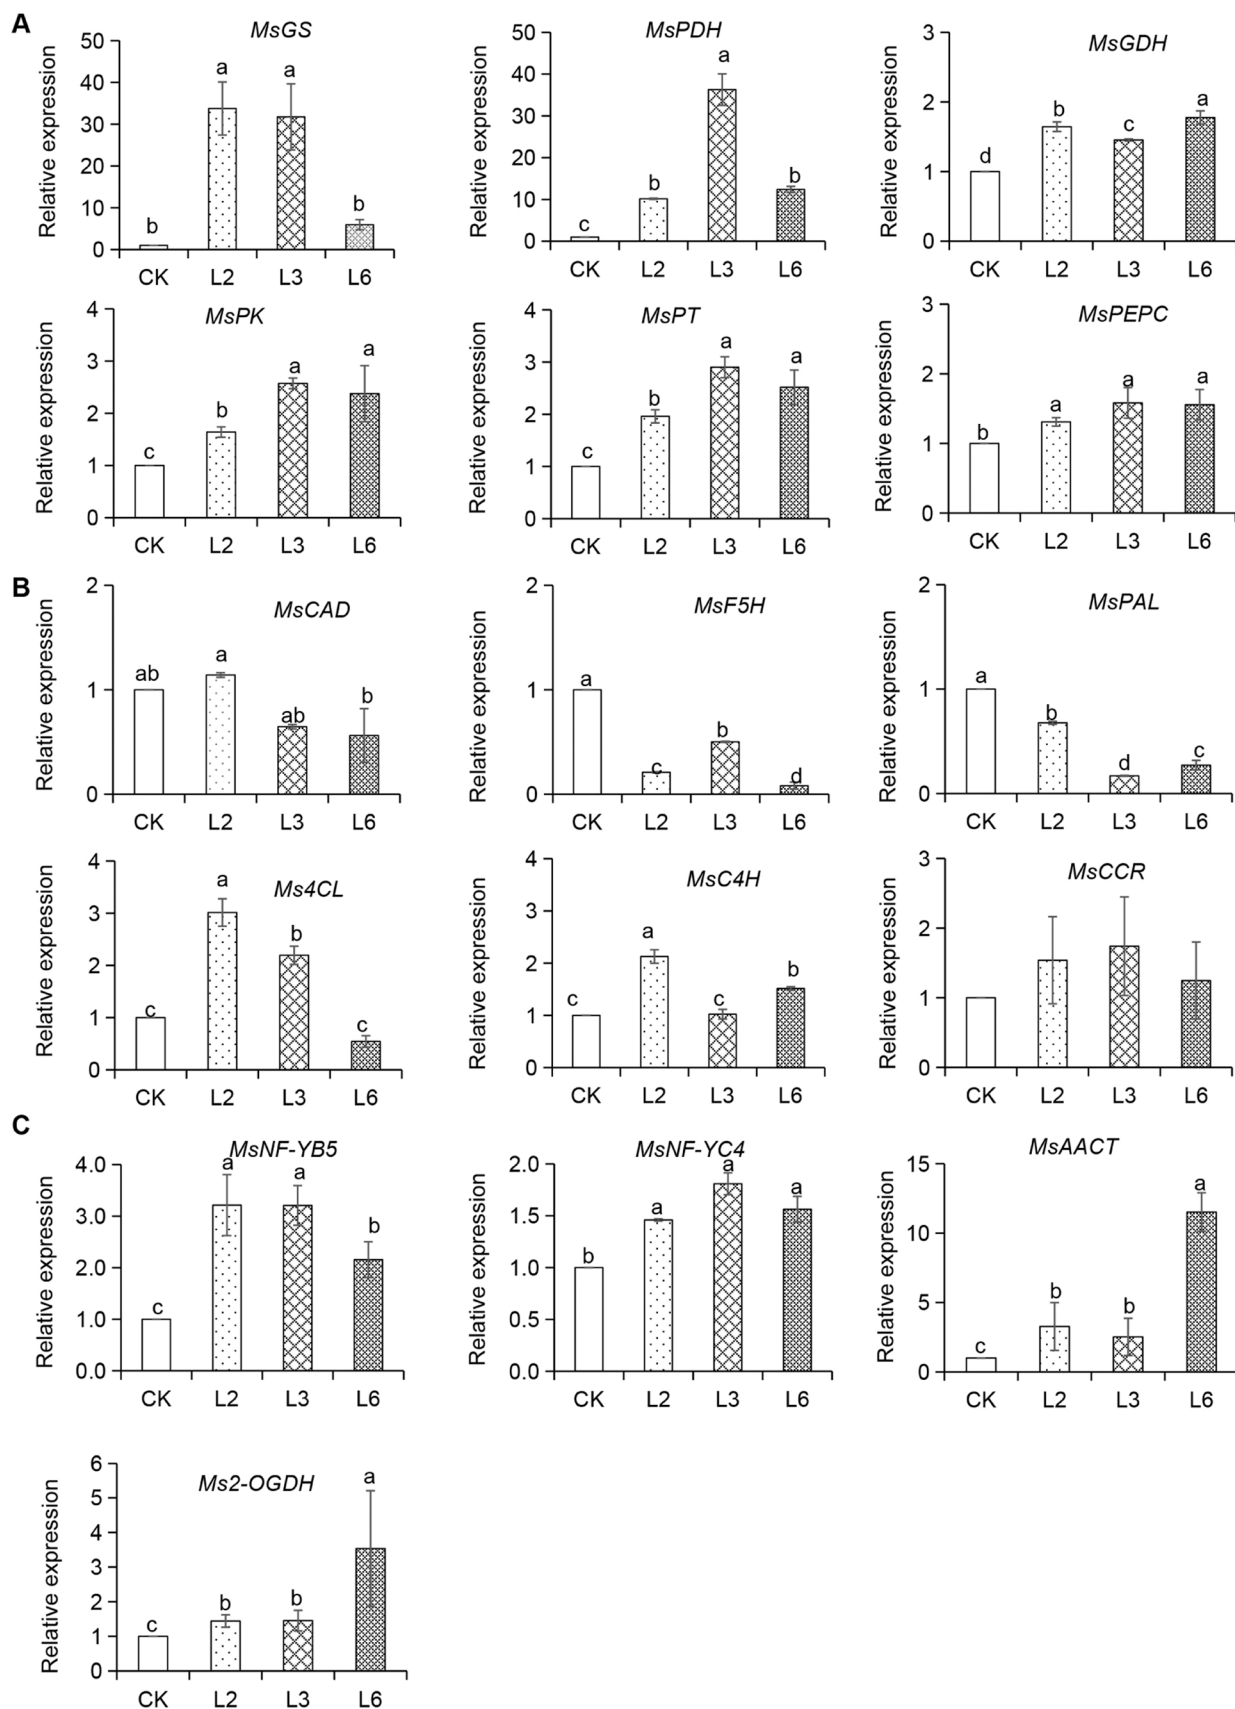 A
MsGS
Relative expression
50
40
30
20
10
0
b
a
a
b
CK L2 L3 L6
MsPDH
Relative expression
50
40
30
20
10
0
c
b
a
b
CK L2 L3 L6
MsGDH
Relative expression
3
2
1
0
d
b
c
a
CK L2 L3 L6
MsPK
Relative expression
4
3
2
1
0
c
b
a
a
CK L2 L3 L6
MsPT
Relative expression
4
3
2
1
0
c
b
a
a
CK L2 L3 L6
MsPEPC
Relative expression
3
2
1
0
b
a
a
a
CK L2 L3 L6
B
MsCAD
Relative expression
2
1
0
ab
a
ab
b
CK L2 L3 L6
MsF5H
Relative expression
2
1
0
a
c
b
d
CK L2 L3 L6
MsPAL
Relative expression
2
1
0
a
b
d
c
CK L2 L3 L6
Ms4CL
Relative expression
4
3
2
1
0
c
a
b
c
CK L2 L3 L6
MsC4H
Relative expression
4
3
2
1
0
c
a
c
b
CK L2 L3 L6
MsCCR
Relative expression
3
2
1
0
CK L2 L3 L6
C
MsNF-YB5
Relative expression
4.0
3.0
2.0
1.0
0.0
c
a
a
b
CK L2 L3 L6
MsNF-YC4
Relative expression
2.0
1.5
1.0
0.5
0.0
b
a
a
a
CK L2 L3 L6
MsAACT
Relative expression
15
10
5
0
c
b
b
a
CK L2 L3 L6
Ms2-OGDH
Relative expression
6
5
4
3
2
1
0
c
b
b
a
CK L2 L3 L6